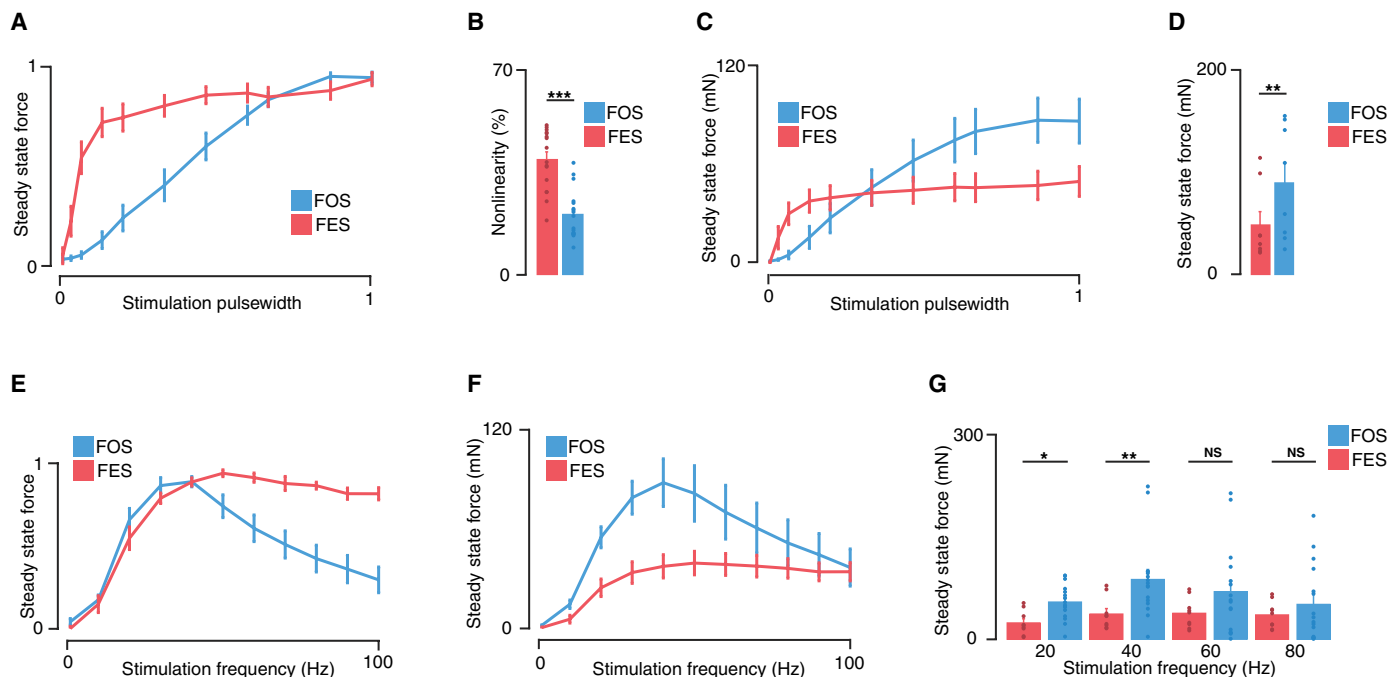 A
Steady state force
1
0
FOS
FES
0
1
Stimulation pulsewidth
B
Nonlinearity (%)
70
0
***
FOS
FES
C
Steady state force (mN)
120
0
FOS
FES
0
1
Stimulation pulsewidth
D
Steady state force (mN)
200
0
**
FOS
FES
E
Steady state force
1
0
FOS
FES
0
100
Stimulation frequency (Hz)
F
Steady state force (mN)
120
0
FOS
FES
0
100
Stimulation frequency (Hz)
G
Steady state force (mN)
300
0
FOS
FES
* ** NS NS
20 40 60 80
Stimulation frequency (Hz)